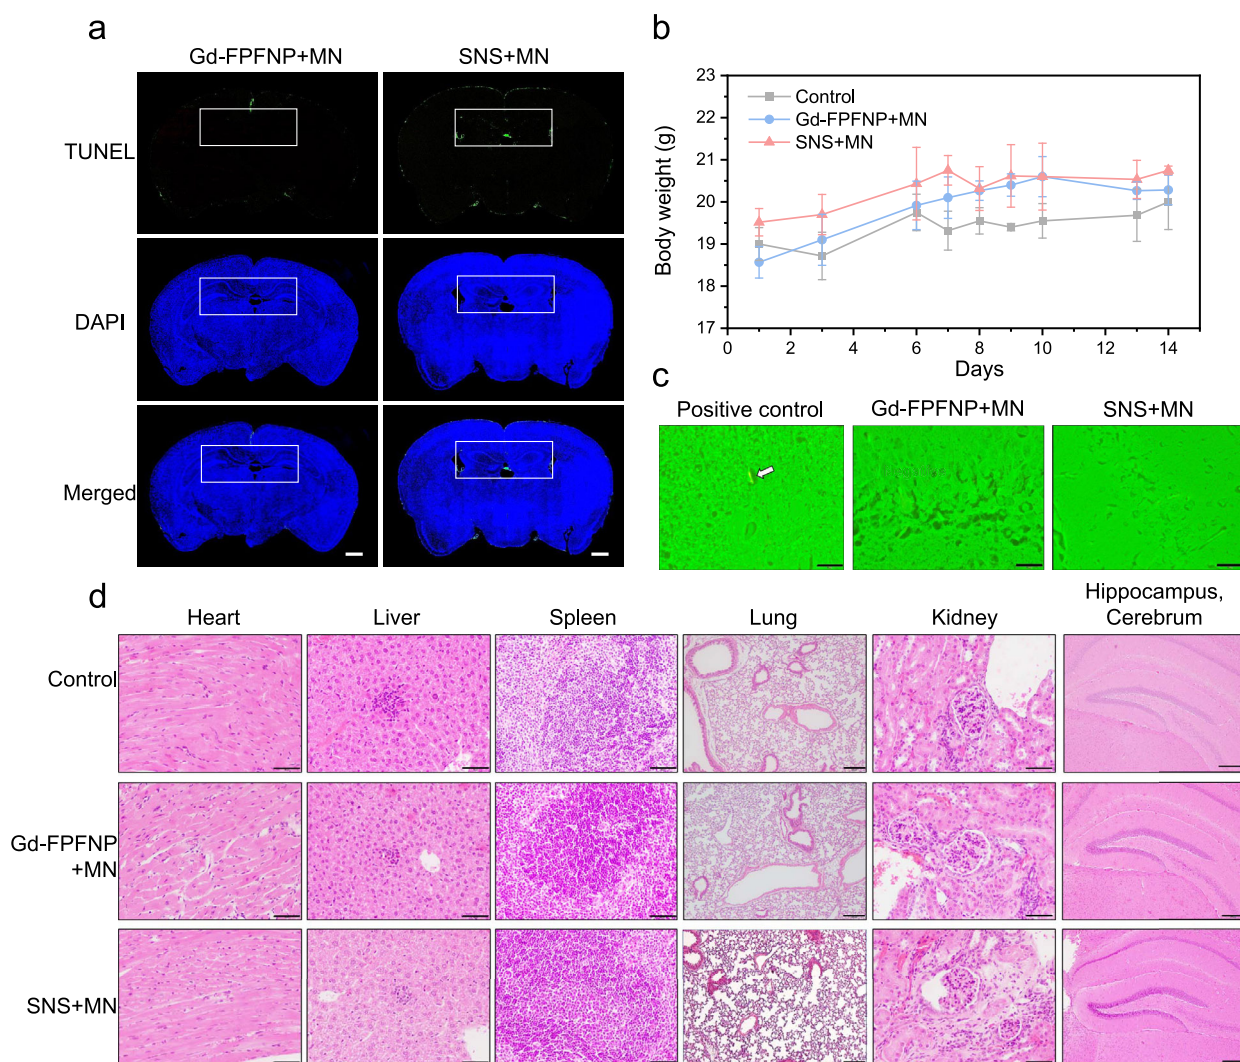 a
Gd-FPFNP+MN
SNS+MN
TUNEL
DAPI
Merged
b
23
22
21
20
19
18
17
Body weight (g)
Control
Gd-FPFNP+MN
SNS+MN
0
2
4
6
8
10
12
14
Days
c
Positive control
Gd-FPFNP+MN
SNS+MN
d
Heart
Liver
Spleen
Lung
Kidney
Hippocampus,
Cerebrum
Control
Gd-FPFNP
+MN
SNS+MN